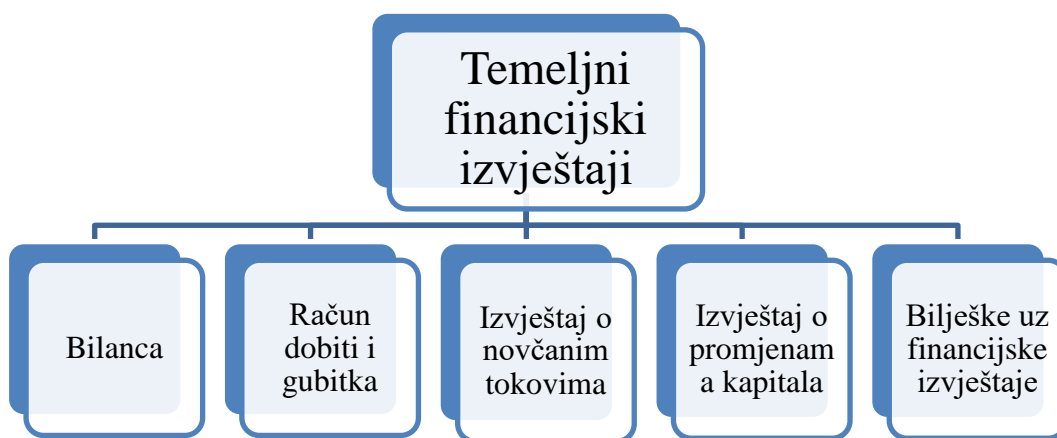 Temeljni
financijski
izvještaji
Bilanca
Račun
dobiti i
gubitka
Izvještaj o
novčanim
tokovima
Izvještaj o
promjenam
a kapitala
Bilješke uz
financijske
izvještaje